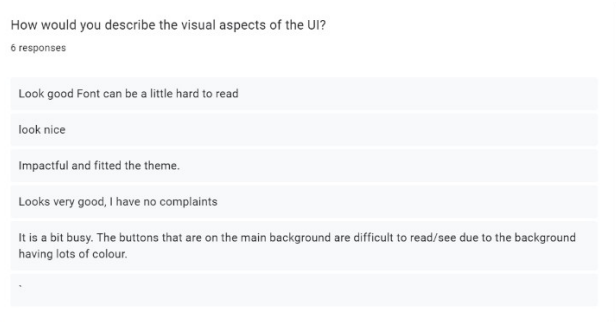 How would you describe the visual aspects of the UI?
6 responses
Look good Font can be a little hard to read
look nice
Impactful and fitted the theme.
Looks very good, I have no complaints
It is a bit busy. The buttons that are on the main background are difficult to read/see due to the background
having lots of colour.
.